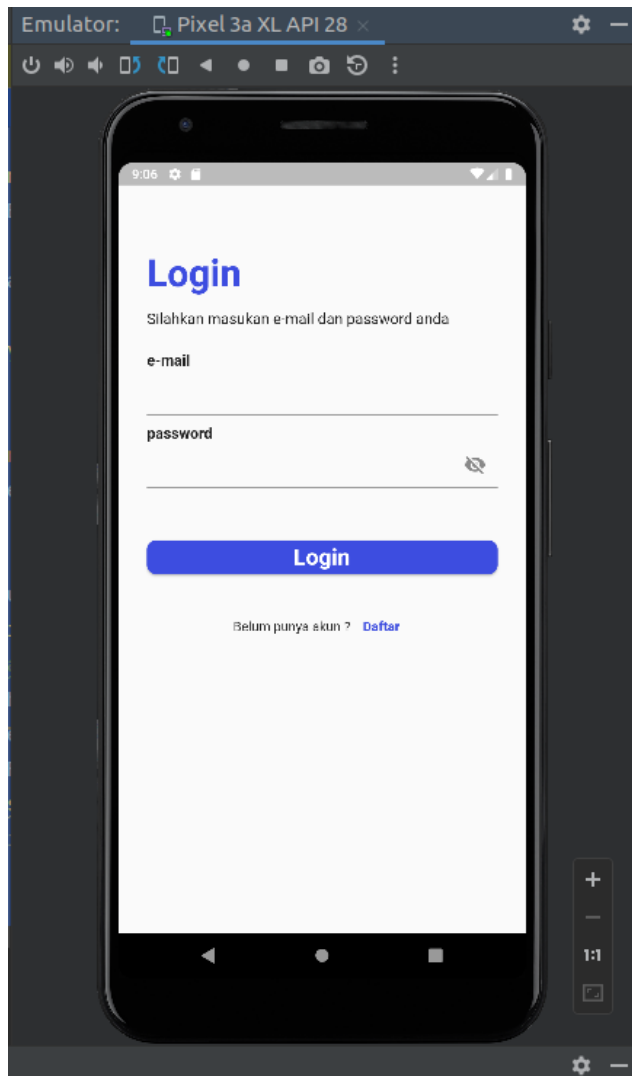 Emulator: Pixel 3a XL API 28
9:06
Login
Silahkan masukan e-mail dan password anda
e-mail
password
Login
Belum punya akun ? Daftar
1:1